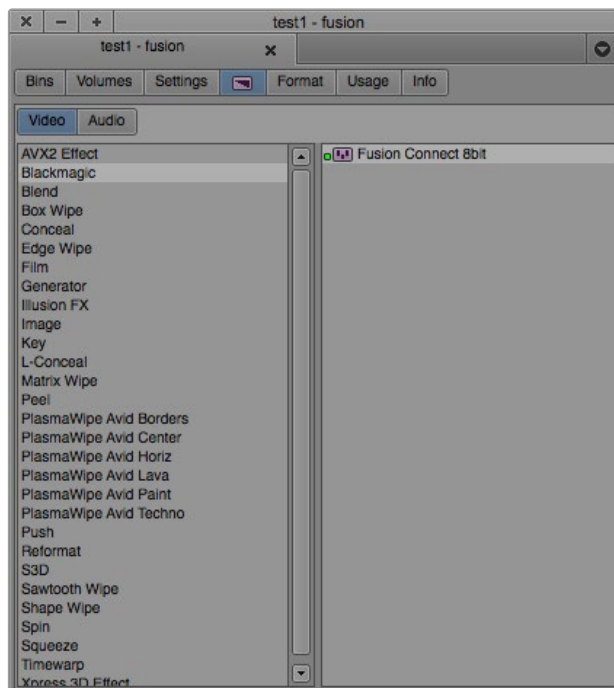 test1 - fusion
test1 - fusion
Bins Volumes Settings Format Usage Info
Video Audio
AVX2 Effect
Blackmagic
Blend
Box Wipe
Conceal
Edge Wipe
Film
Generator
Illusion FX
Image
Key
L-Conceal
Matrix Wipe
Peel
PlasmaWipe Avid Borders
PlasmaWipe Avid Center
PlasmaWipe Avid Horiz
PlasmaWipe Avid Lava
PlasmaWipe Avid Paint
PlasmaWipe Avid Techno
Push
Reformat
S3D
Sawtooth Wipe
Shape Wipe
Spin
Squeeze
Timewarp
Xpress 3D Effect
Fusion Connect 8bit